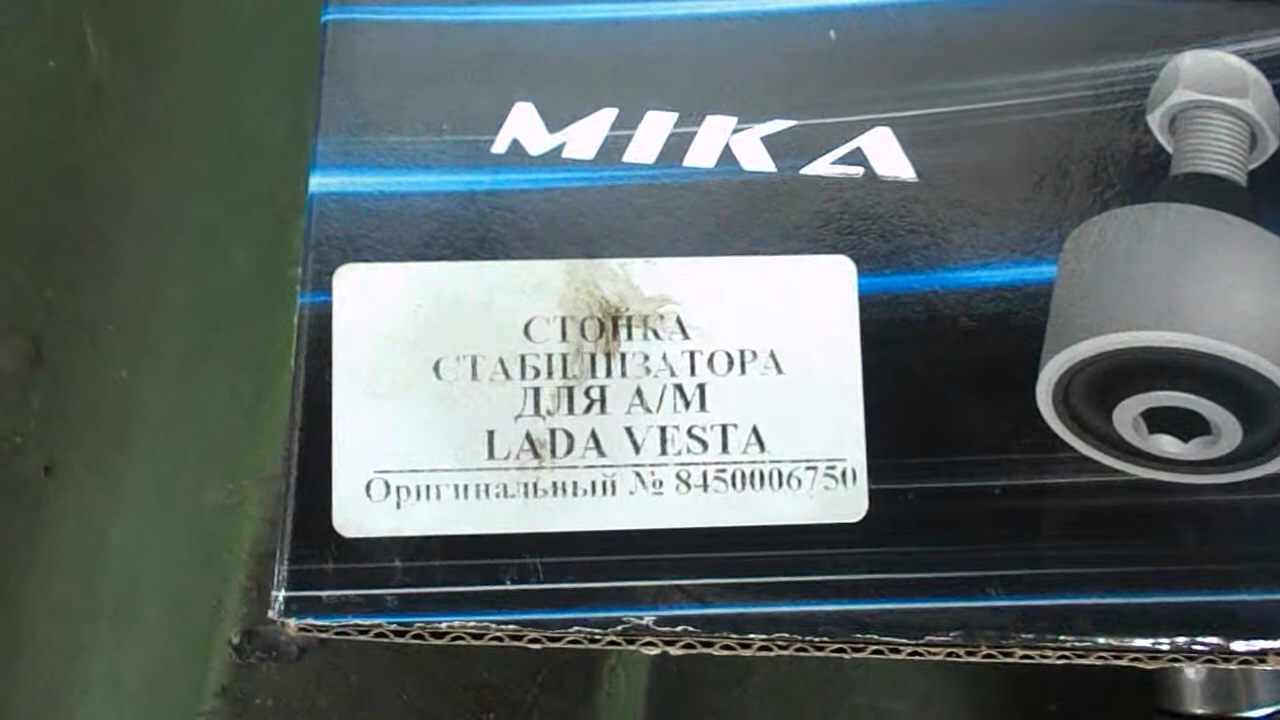 MIKA
СТОЙКА
СТАБИЛИЗАТОРА
ДЛЯ А/М
LADA VESTA
Оригинальный № 8450006750